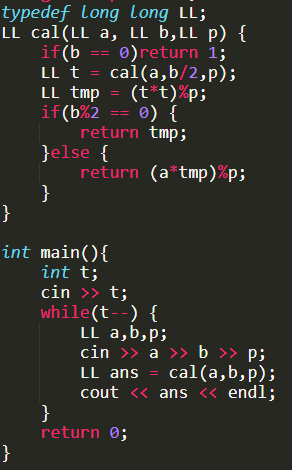 typedef long long LL;
LL cal(LL a, LL b,LL p) {
    if(b == 0)return 1;
    LL t = cal(a,b/2,p);
    LL tmp = (t*t)%p;
    if(b%2 == 0) {
        return tmp;
    }else {
        return (a*tmp)%p;
    }
}

int main(){
    int t;
    cin >> t;
    while(t--) {
        LL a,b,p;
        cin >> a >> b >> p;
        LL ans = cal(a,b,p);
        cout << ans << endl;
    }
    return 0;
}